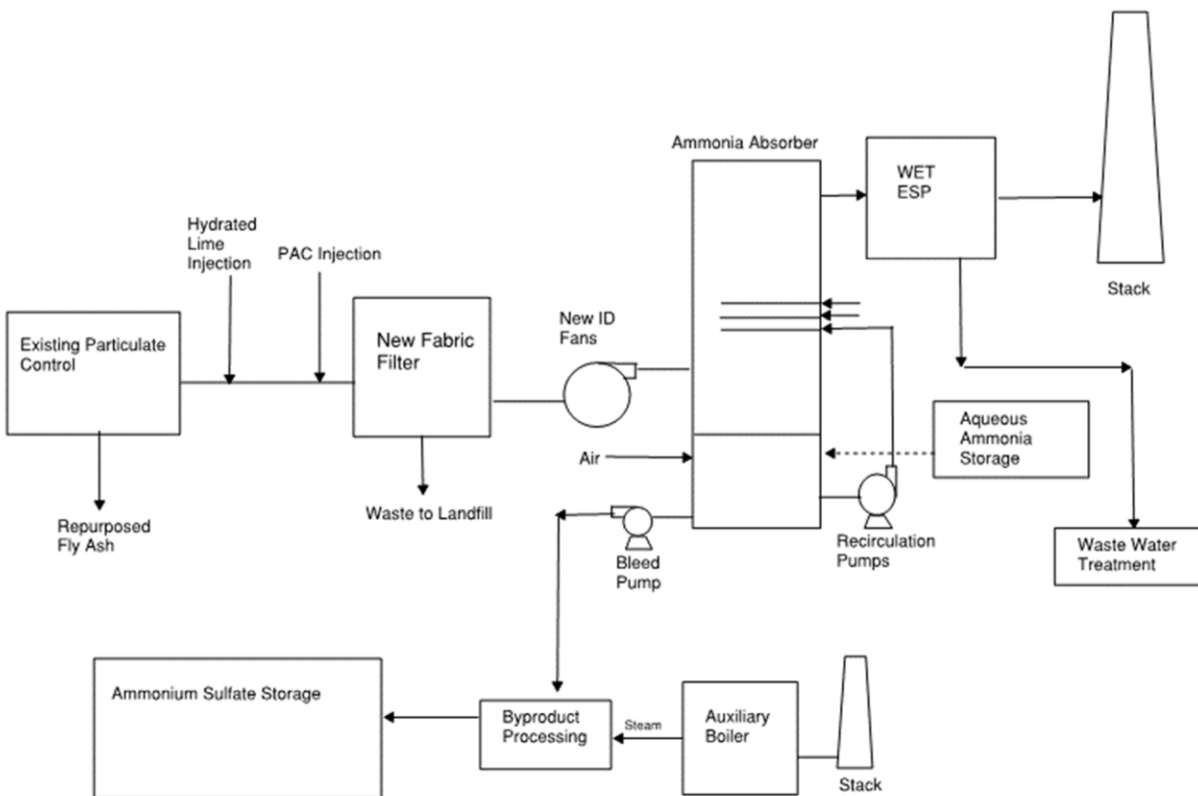 Ammonia Absorber
WET
ESP
Stack
Hydrated
Lime
Injection
PAC Injection
Existing Particulate
Control
New Fabric
Filter
New ID
Fans
Air
Aqueous
Ammonia
Storage
Repurposed
Fly Ash
Waste to Landfill
Bleed
Pump
Recirculation
Pumps
Waste Water
Treatment
Ammonium Sulfate Storage
Byproduct
Processing
Steam
Auxiliary
Boiler
Stack